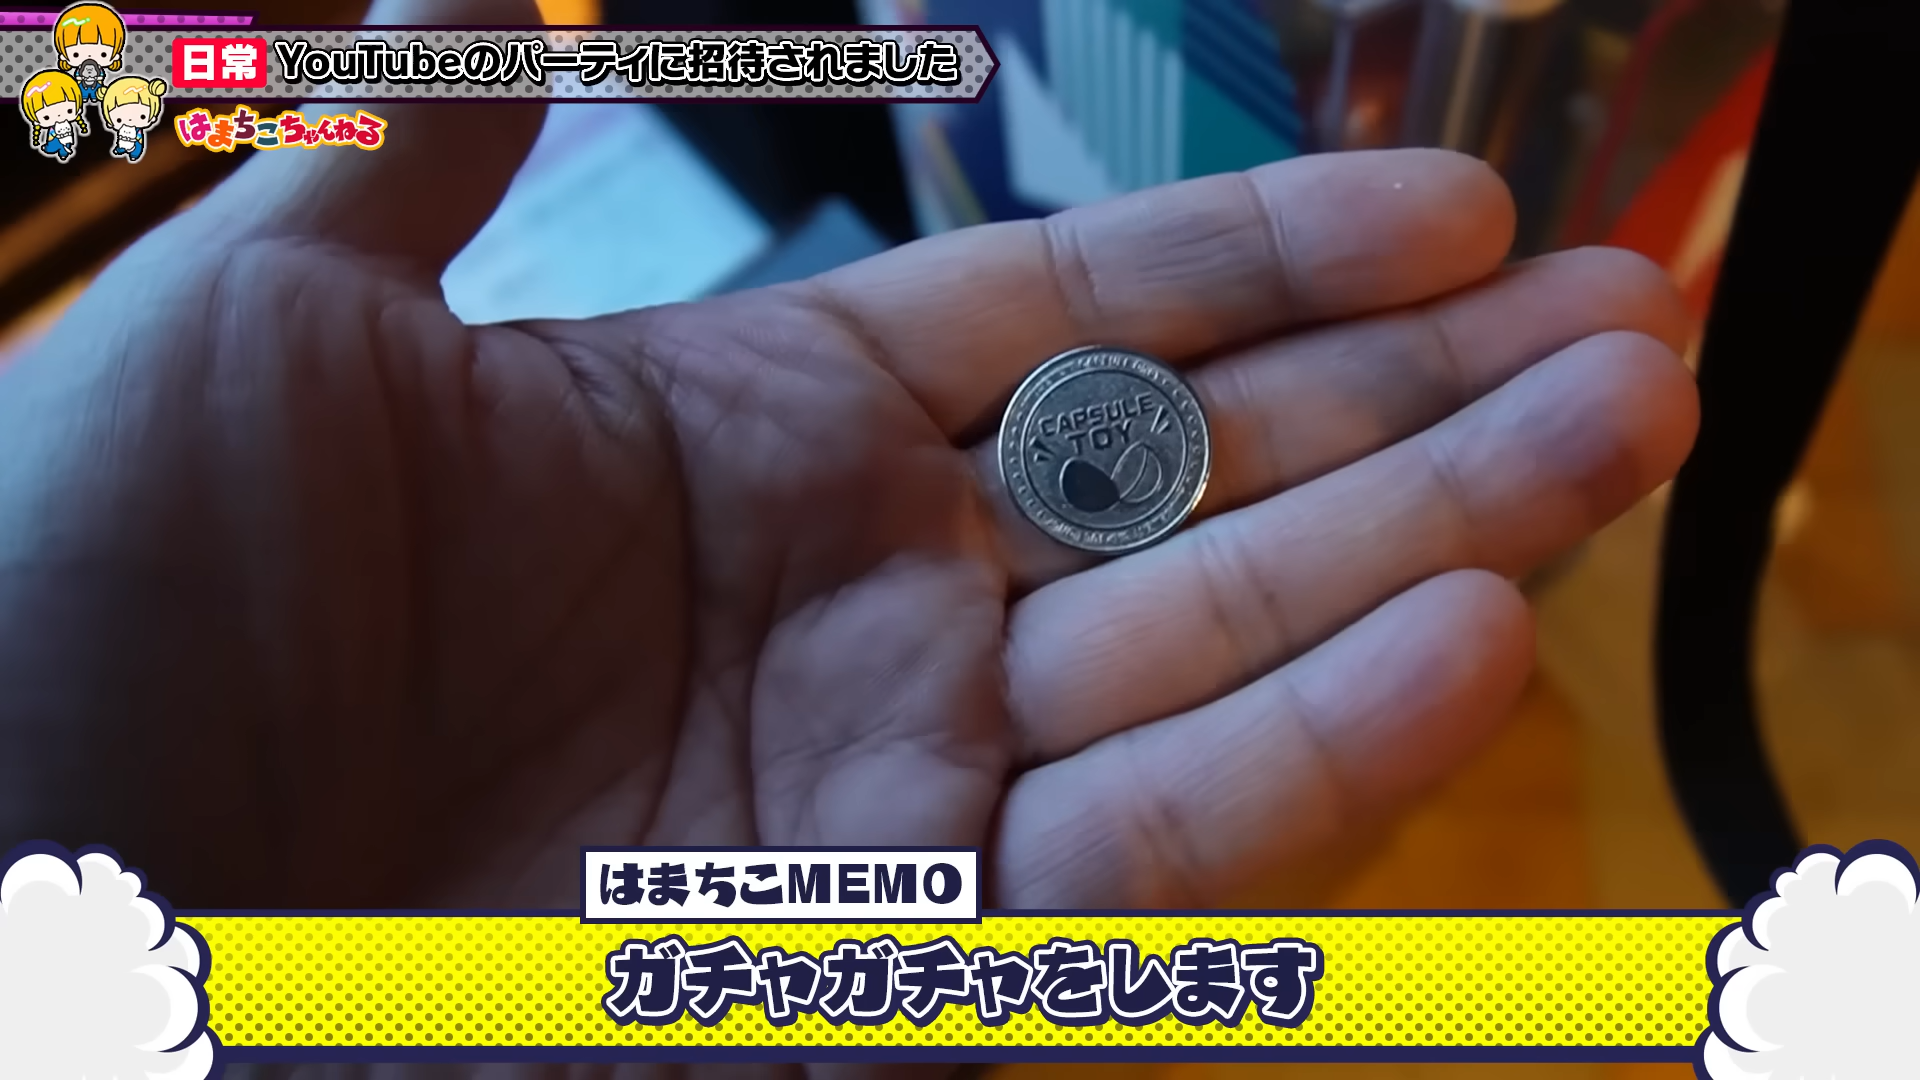 日常 YouTubeのパーティに招待されました
はまちこちゃんねる
CAPSULE
TOY
はまちこMEMO
ガチャガチャをします